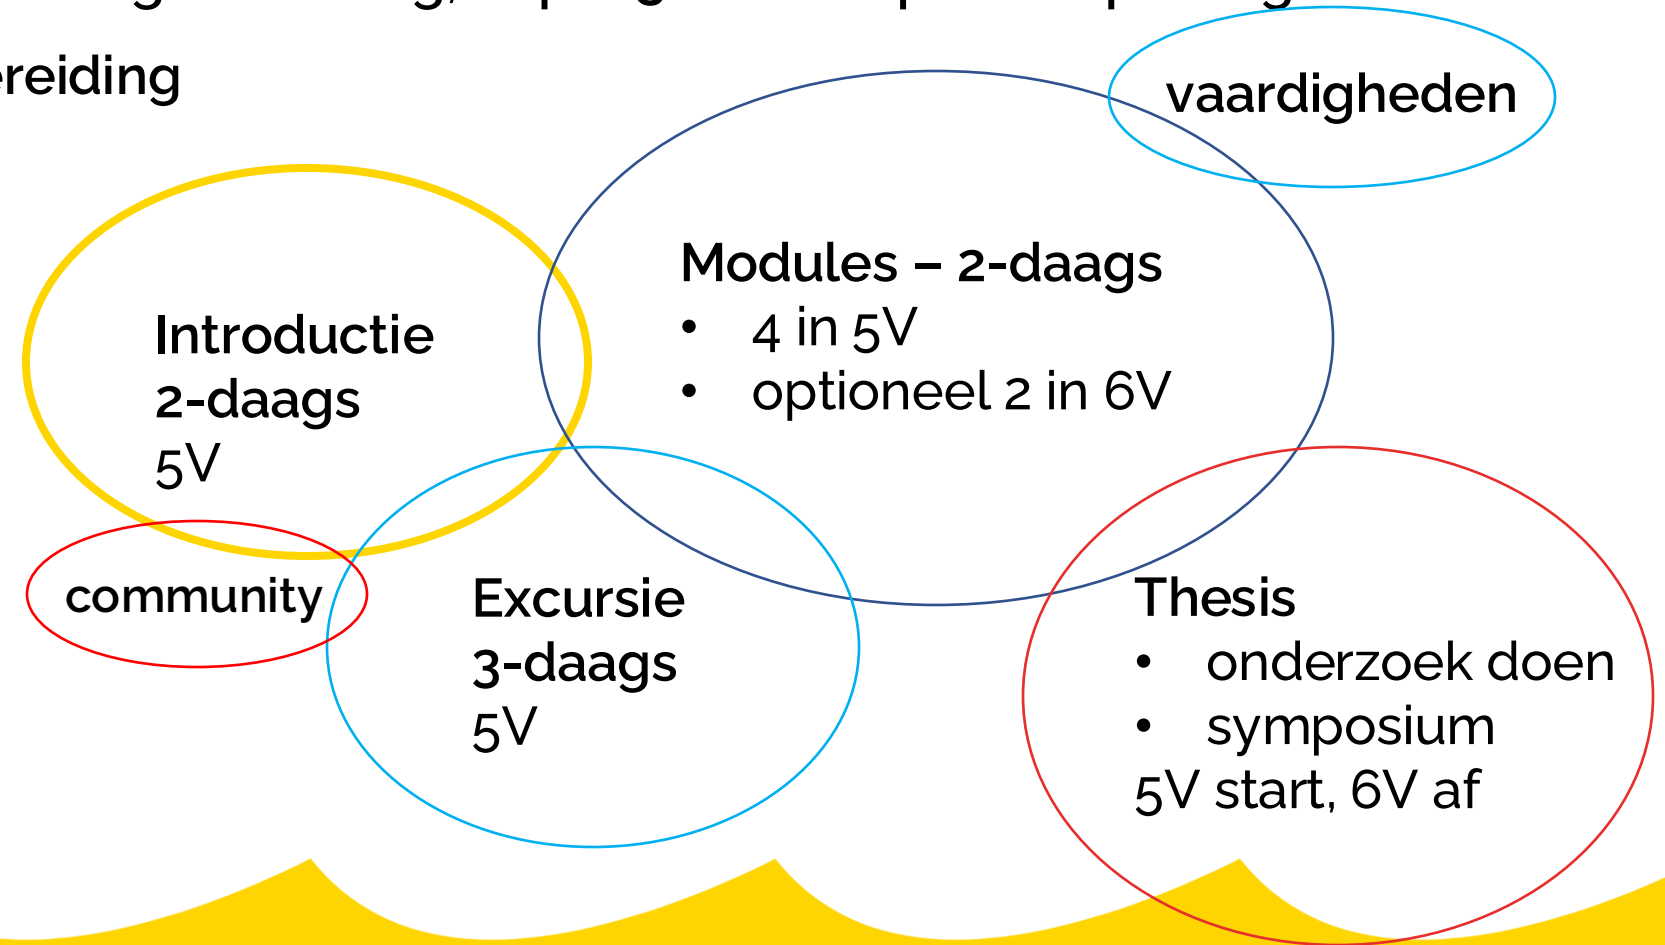 ereiding
vaardigheden
Modules – 2-daags
• 4 in 5V
• optioneel 2 in 6V
Introductie
2-daags
5V
community
Excursie
3-daags
5V
Thesis
• onderzoek doen
• symposium
5V start, 6V af